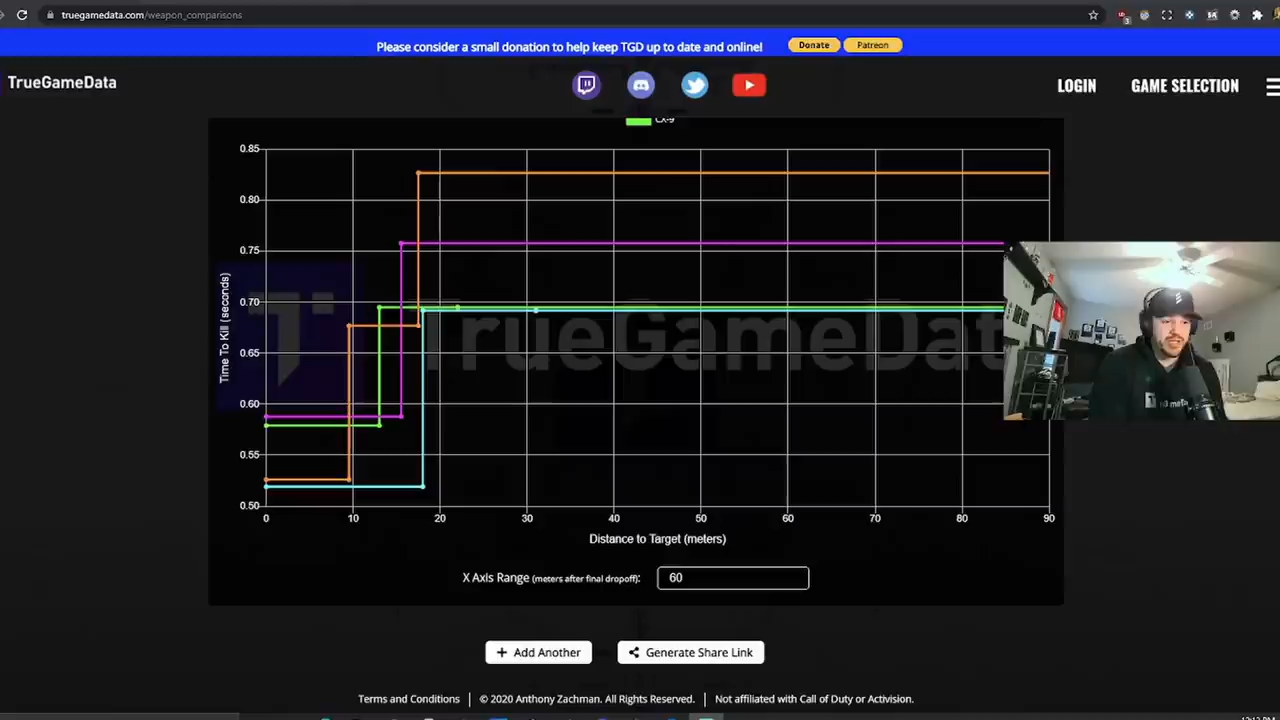 truegamedata.com/weapon_comparisons
Please consider a small donation to help keep TGD up to date and online!
Donate
Patreon
TrueGameData
LOGIN
GAME SELECTION
CX-9
0.85
0.80
0.75
0.70
0.65
0.60
0.55
0.50
Time To Kill (seconds)
TrueGameDat
0
10
20
30
40
50
60
70
80
90
Distance to Target (meters)
X Axis Range (meters after final dropoff):
60
+ Add Another
Generate Share Link
Terms and Conditions
© 2020 Anthony Zachman. All Rights Reserved.
Not affiliated with Call of Duty or Activision.